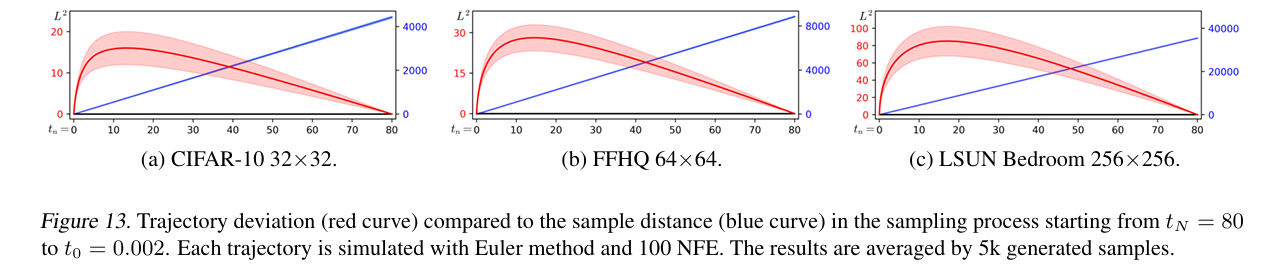 L²
20
10
0
4000
2000
0
tₙ = 0 10 20 30 40 50 60 70 80
(a) CIFAR-10 32×32.
L²
30
15
0
8000
4000
0
tₙ = 0 10 20 30 40 50 60 70 80
(b) FFHQ 64×64.
L²
100
80
60
40
20
0
40000
20000
0
tₙ = 0 10 20 30 40 50 60 70 80
(c) LSUN Bedroom 256×256.
Figure 13. Trajectory deviation (red curve) compared to the sample distance (blue curve) in the sampling process starting from t_N = 80
to t₀ = 0.002. Each trajectory is simulated with Euler method and 100 NFE. The results are averaged by 5k generated samples.